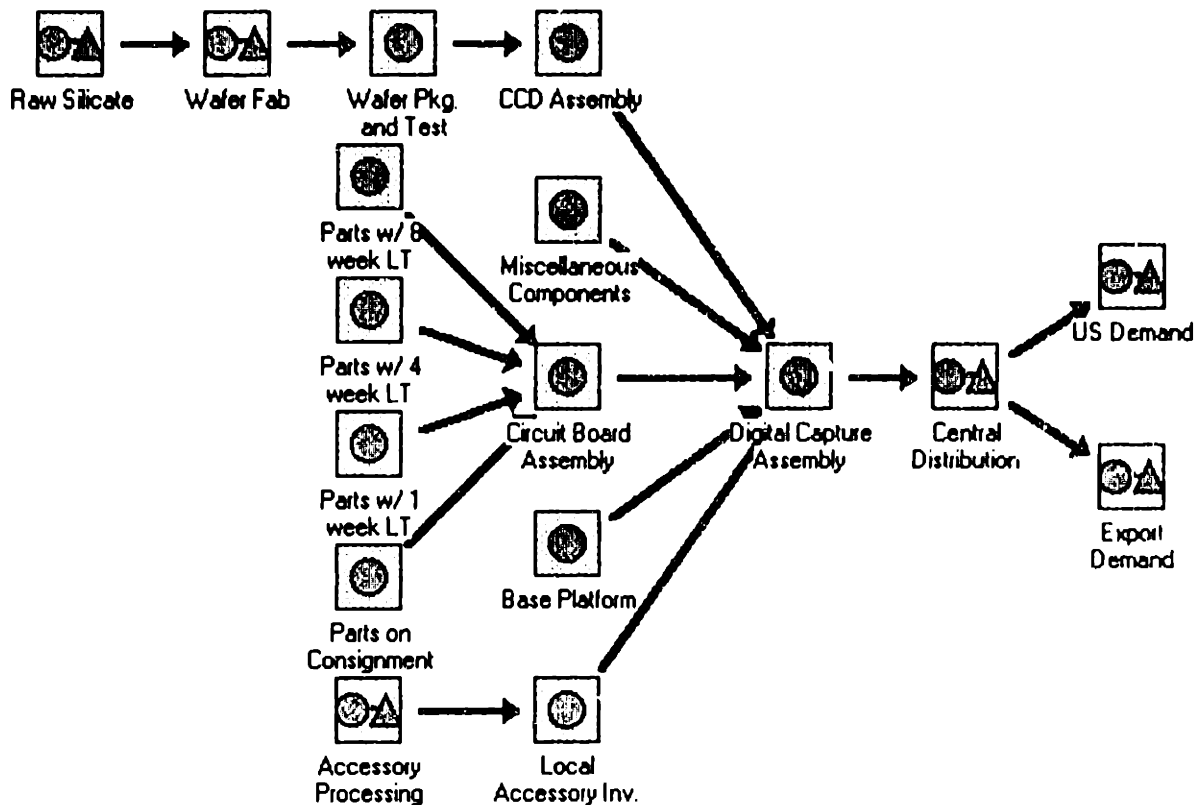 Raw Silicate
Wafer Fab
Wafer Pkg.
and Test
CCD Assembly
Parts w/ 8
week LT
Miscellaneous
Components
US Demand
Parts w/ 4
week LT
Circuit Board
Assembly
Digital Capture
Assembly
Central
Distribution
Parts w/ 1
week LT
Export
Demand
Base Platform
Parts on
Consignment
Accessory
Processing
Local
Accessory Inv.